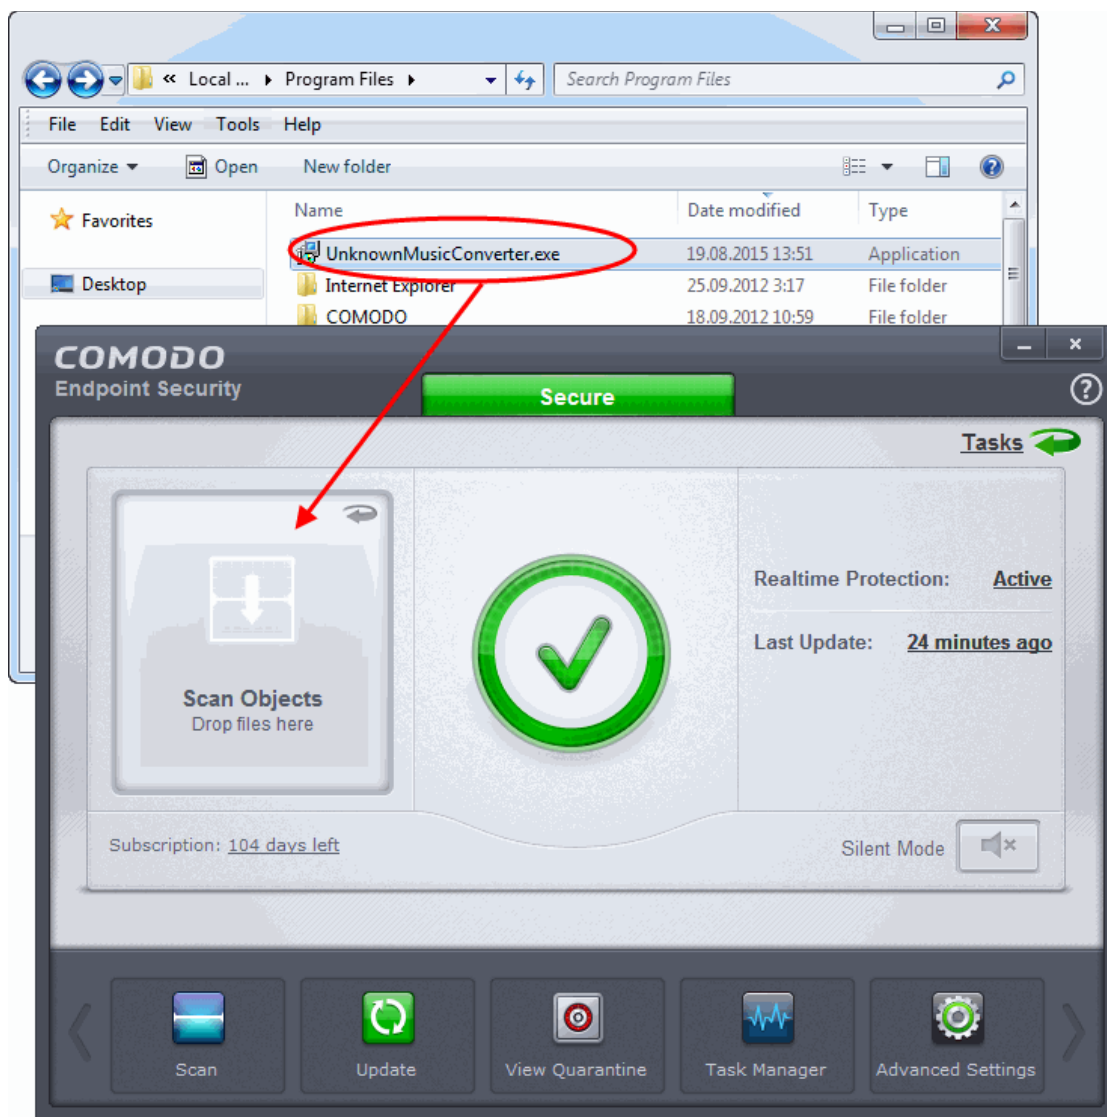 « Local ... Program Files Search Program Files
File Edit View Tools Help
Organize Open New folder
Name Date modified Type
Favorites
UnknownMusicConverter.exe 19.08.2015 13:51 Application
Desktop
Internet Explorer 25.09.2012 3:17 File folder
COMODO 18.09.2012 10:59 File folder
COMODO
Endpoint Security
Secure
Tasks
Realtime Protection: Active
Last Update: 24 minutes ago
Scan Objects
Drop files here
Subscription: 104 days left
Silent Mode
Scan Update View Quarantine Task Manager Advanced Settings